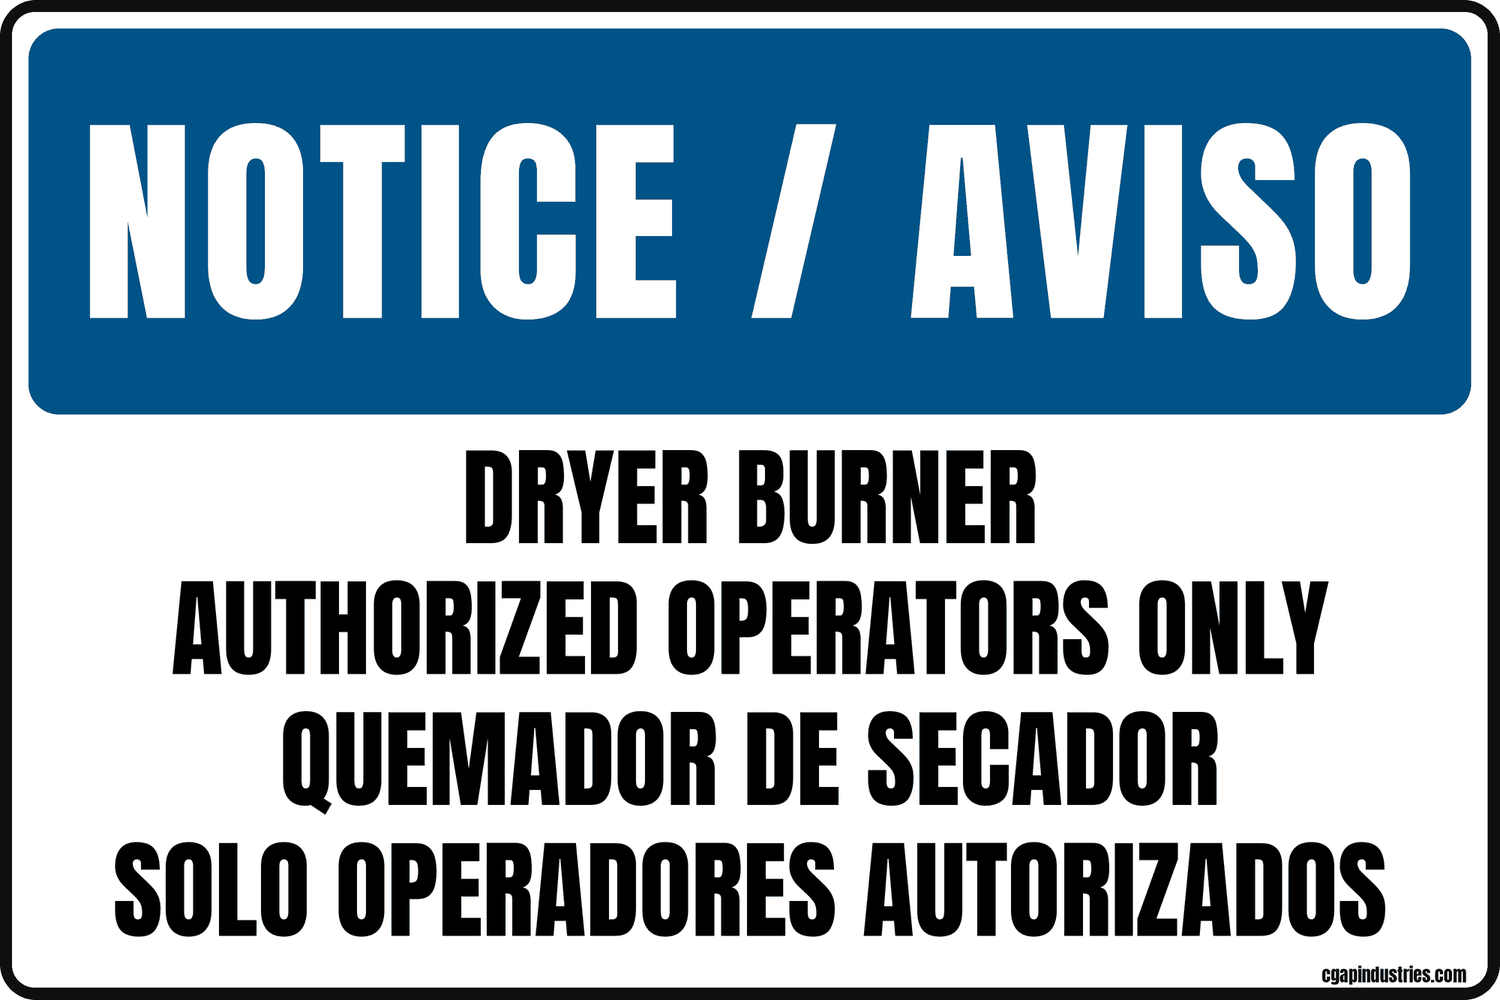 NOTICE / AVISO
DRYER BURNER
AUTHORIZED OPERATORS ONLY
QUEMADOR DE SECADOR
SOLO OPERADORES AUTORIZADOS
cgapindustries.com